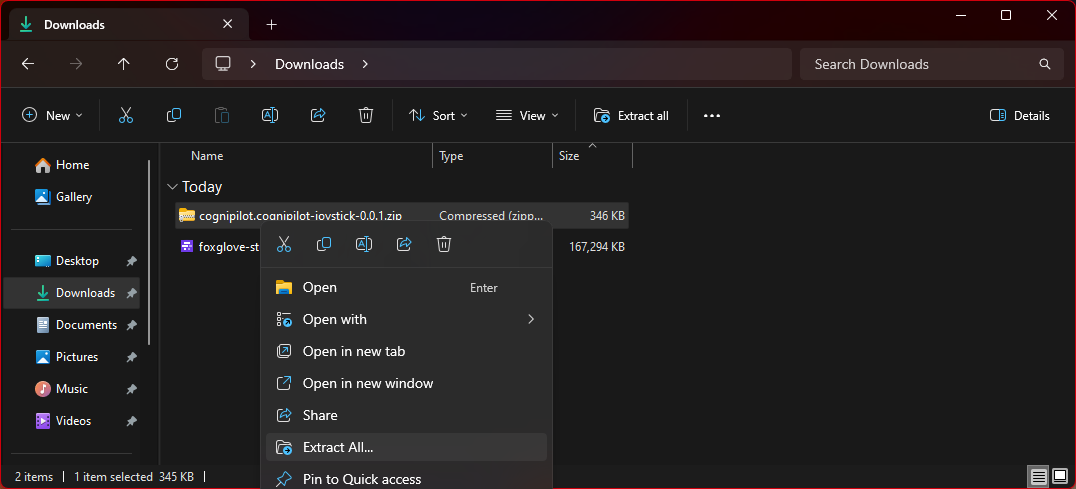 Downloads
Downloads
Search Downloads
New
Sort
View
Extract all
Details
Name
Type
Size
Home
Gallery
Desktop
Downloads
Documents
Pictures
Music
Videos
Today
cognipilot.cognipilot-joystick-0.0.1.zip
Compressed (zipp...
346 KB
foxglove-st
167,294 KB
Open
Enter
Open with
Open in new tab
Open in new window
Share
Extract All...
Pin to Quick access
2 items
1 item selected 345 KB